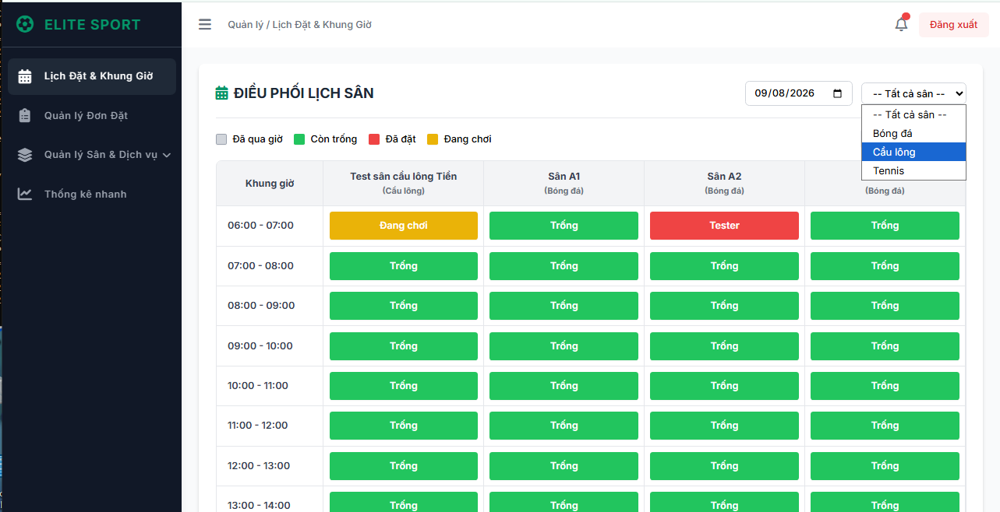 ELITE SPORT
Quản lý / Lịch Đặt & Khung Giờ
Đăng xuất
Lịch Đặt & Khung Giờ
Quản lý Đơn Đặt
Quản lý Sân & Dịch vụ
Thống kê nhanh
ĐIỀU PHỐI LỊCH SÂN
09/08/2026
-- Tất cả sân --
-- Tất cả sân --
Bóng đá
Cầu lông
Tennis
Đã qua giờ Còn trống Đã đặt Đang chơi
Khung giờ Test sân cầu lông Tiến Sân A1 Sân A2
(Cầu lông) (Bóng đá) (Bóng đá) (Bóng đá)
06:00 - 07:00 Đang chơi Trống Tester Trống
07:00 - 08:00 Trống Trống Trống Trống
08:00 - 09:00 Trống Trống Trống Trống
09:00 - 10:00 Trống Trống Trống Trống
10:00 - 11:00 Trống Trống Trống Trống
11:00 - 12:00 Trống Trống Trống Trống
12:00 - 13:00 Trống Trống Trống Trống
13:00 - 14:00 Trống Trống Trống Trống